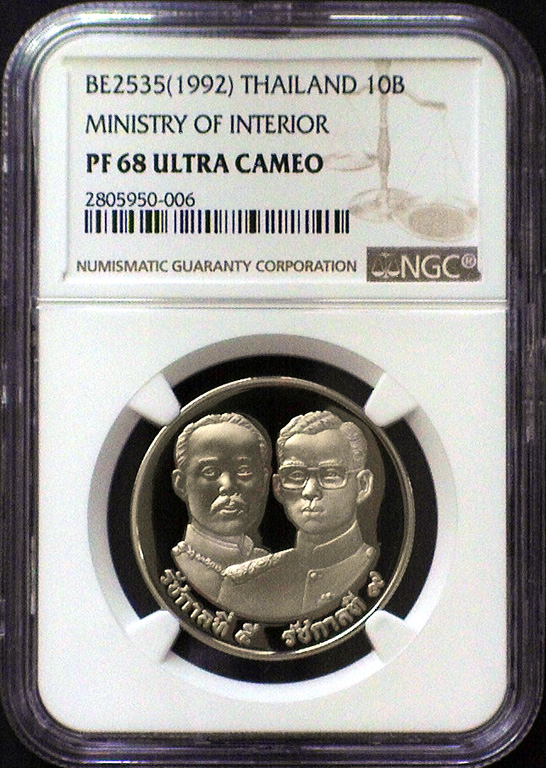 BE2535(1992) THAILAND 10B
MINISTRY OF INTERIOR
PF 68 ULTRA CAMEO
2805950-006
NUMISMATIC GUARANTY CORPORATION NGC®
รัชกาลที่ ๕ รัชกาลที่ ๙